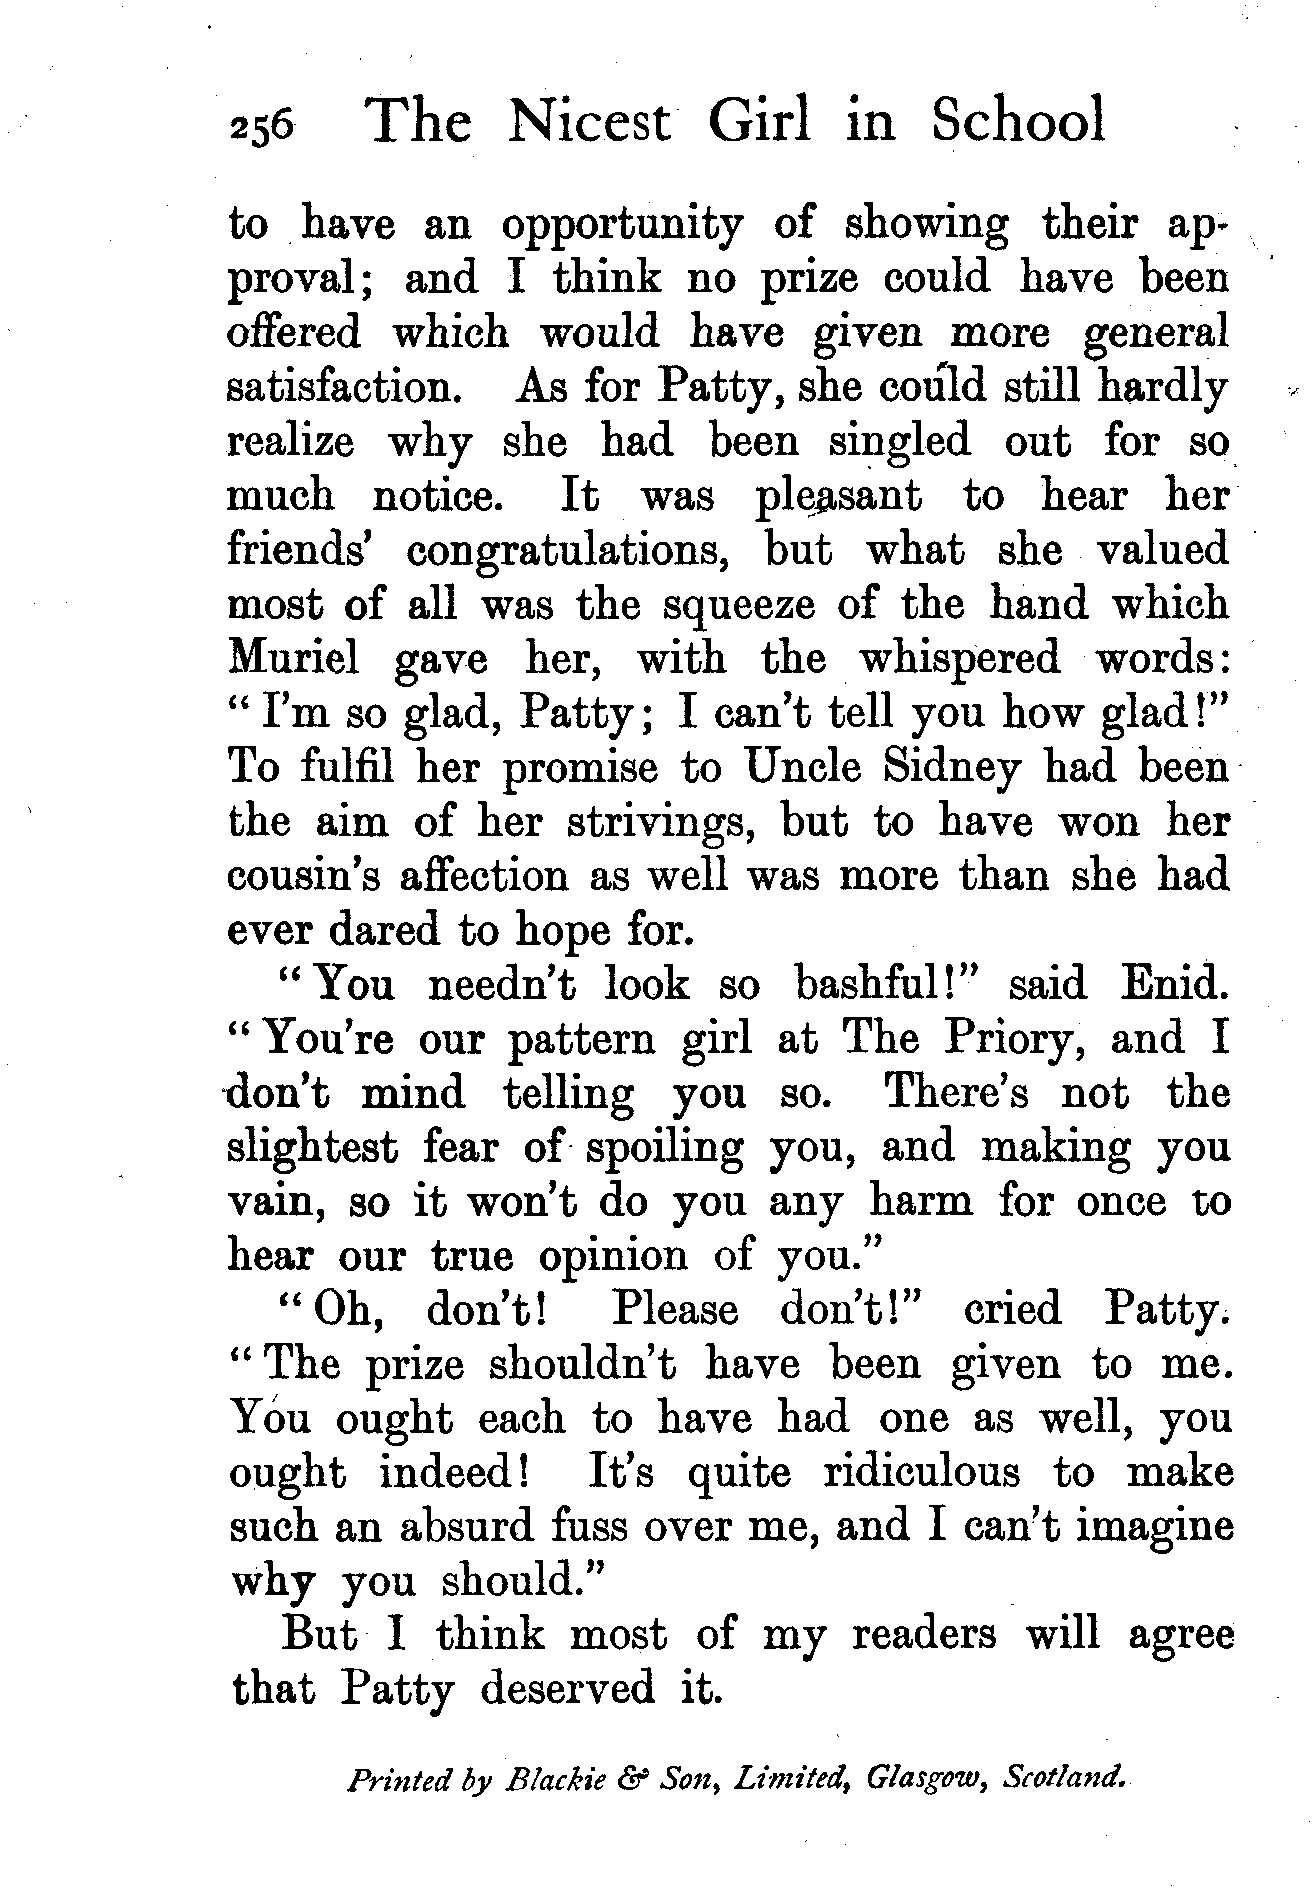 256 The Nicest Girl in School
to have an opportunity of showing their ap-
proval; and I think no prize could have been
offered which would have given more general
satisfaction. As for Patty, she could still hardly
realize why she had been singled out for so
much notice. It was pleasant to hear her
friends' congratulations, but what she valued
most of all was the squeeze of the hand which
Muriel gave her, with the whispered words:
“I'm so glad, Patty; I can't tell you how glad!”
To fulfil her promise to Uncle Sidney had been
the aim of her strivings, but to have won her
cousin's affection as well was more than she had
ever dared to hope for.
“You needn't look so bashful!” said Enid.
“You're our pattern girl at The Priory, and I
don't mind telling you so. There's not the
slightest fear of spoiling you, and making you
vain, so it won't do you any harm for once to
hear our true opinion of you.”
“Oh, don't! Please don't!” cried Patty.
“The prize shouldn't have been given to me.
You ought each to have had one as well, you
ought indeed! It's quite ridiculous to make
such an absurd fuss over me, and I can't imagine
why you should.”
But I think most of my readers will agree
that Patty deserved it.
Printed by Blackie & Son, Limited, Glasgow, Scotland.